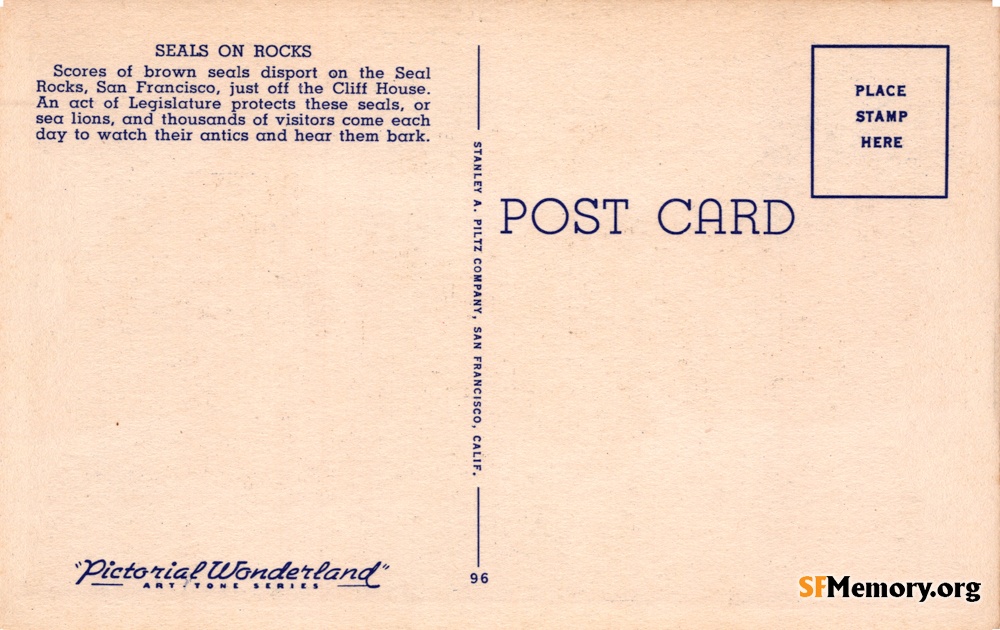 SEALS ON ROCKS
Scores of brown seals disport on the Seal
Rocks, San Francisco, just off the Cliff House.
An act of Legislature protects these seals, or
sea lions, and thousands of visitors come each
day to watch their antics and hear them bark.
STANLEY A. PILTZ COMPANY, SAN FRANCISCO, CALIF.
POST CARD
PLACE
STAMP
HERE
"Pictorial Wonderland"
ART-TONE SERIES
96
SFMemory.org